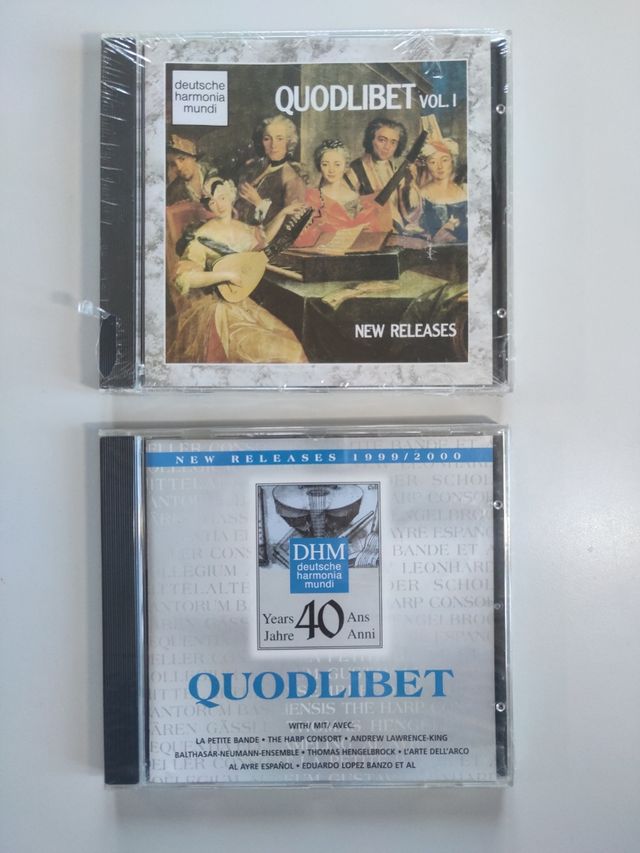 deutsche
harmonia
mundi
QUODLIBET VOL. I
NEW RELEASES
NEW RELEASES 1999/2000
DHM
deutsche
harmonia
mundi
Years 40 Ans
Jahre Anni
QUODLIBET
WITH/ MIT/ AVEC:
LA PETITE BANDE • THE HARP CONSORT • ANDREW LAWRENCE-KING
BALTHASAR-NEUMANN-ENSEMBLE • THOMAS HENGELBROCK • L'ARTE DELL'ARCO
AL AYRE ESPAÑOL • EDUARDO LOPEZ BANZO ET AL